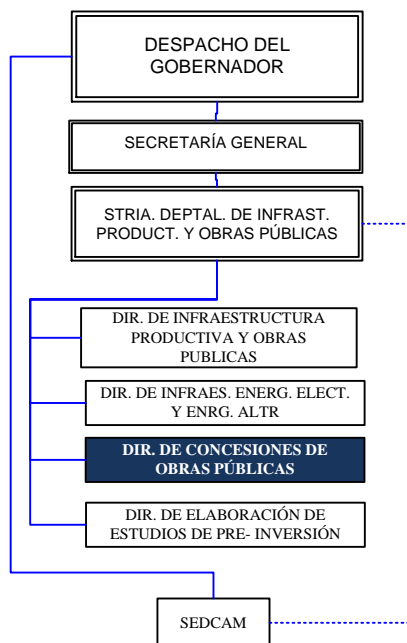 DESPACHO DEL
GOBERNADOR
SECRETARÍA GENERAL
STRIA. DEPTAL. DE INFRAST.
PRODUCT. Y OBRAS PÚBLICAS
DIR. DE INFRAESTRUCTURA
PRODUCTIVA Y OBRAS
PUBLICAS
DIR. DE INFRAES. ENERG. ELECT.
Y ENRG. ALTR
DIR. DE CONCESIONES DE
OBRAS PÚBLICAS
DIR. DE ELABORACIÓN DE
ESTUDIOS DE PRE- INVERSIÓN
SEDCAM